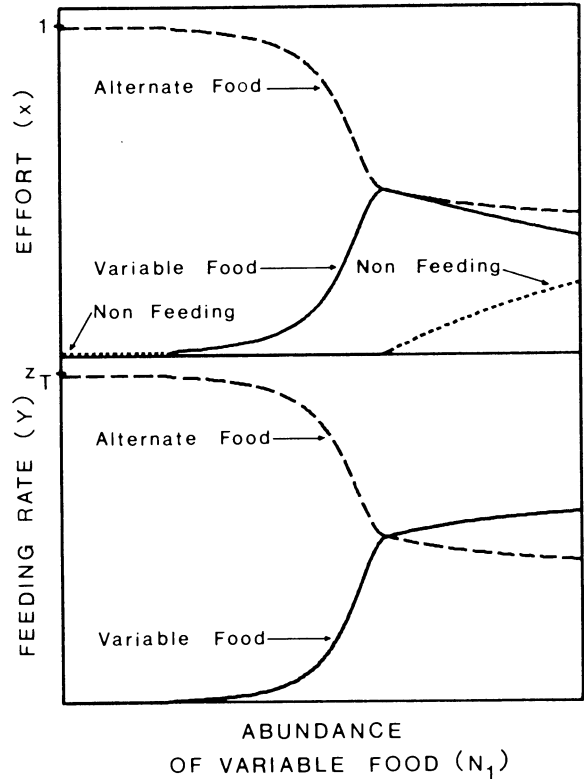 1
EFFORT (x)
Alternate Food
Variable Food
Non Feeding
Non Feeding
zT
FEEDING RATE (Y)
Alternate Food
Variable Food
ABUNDANCE
OF VARIABLE FOOD (N1)